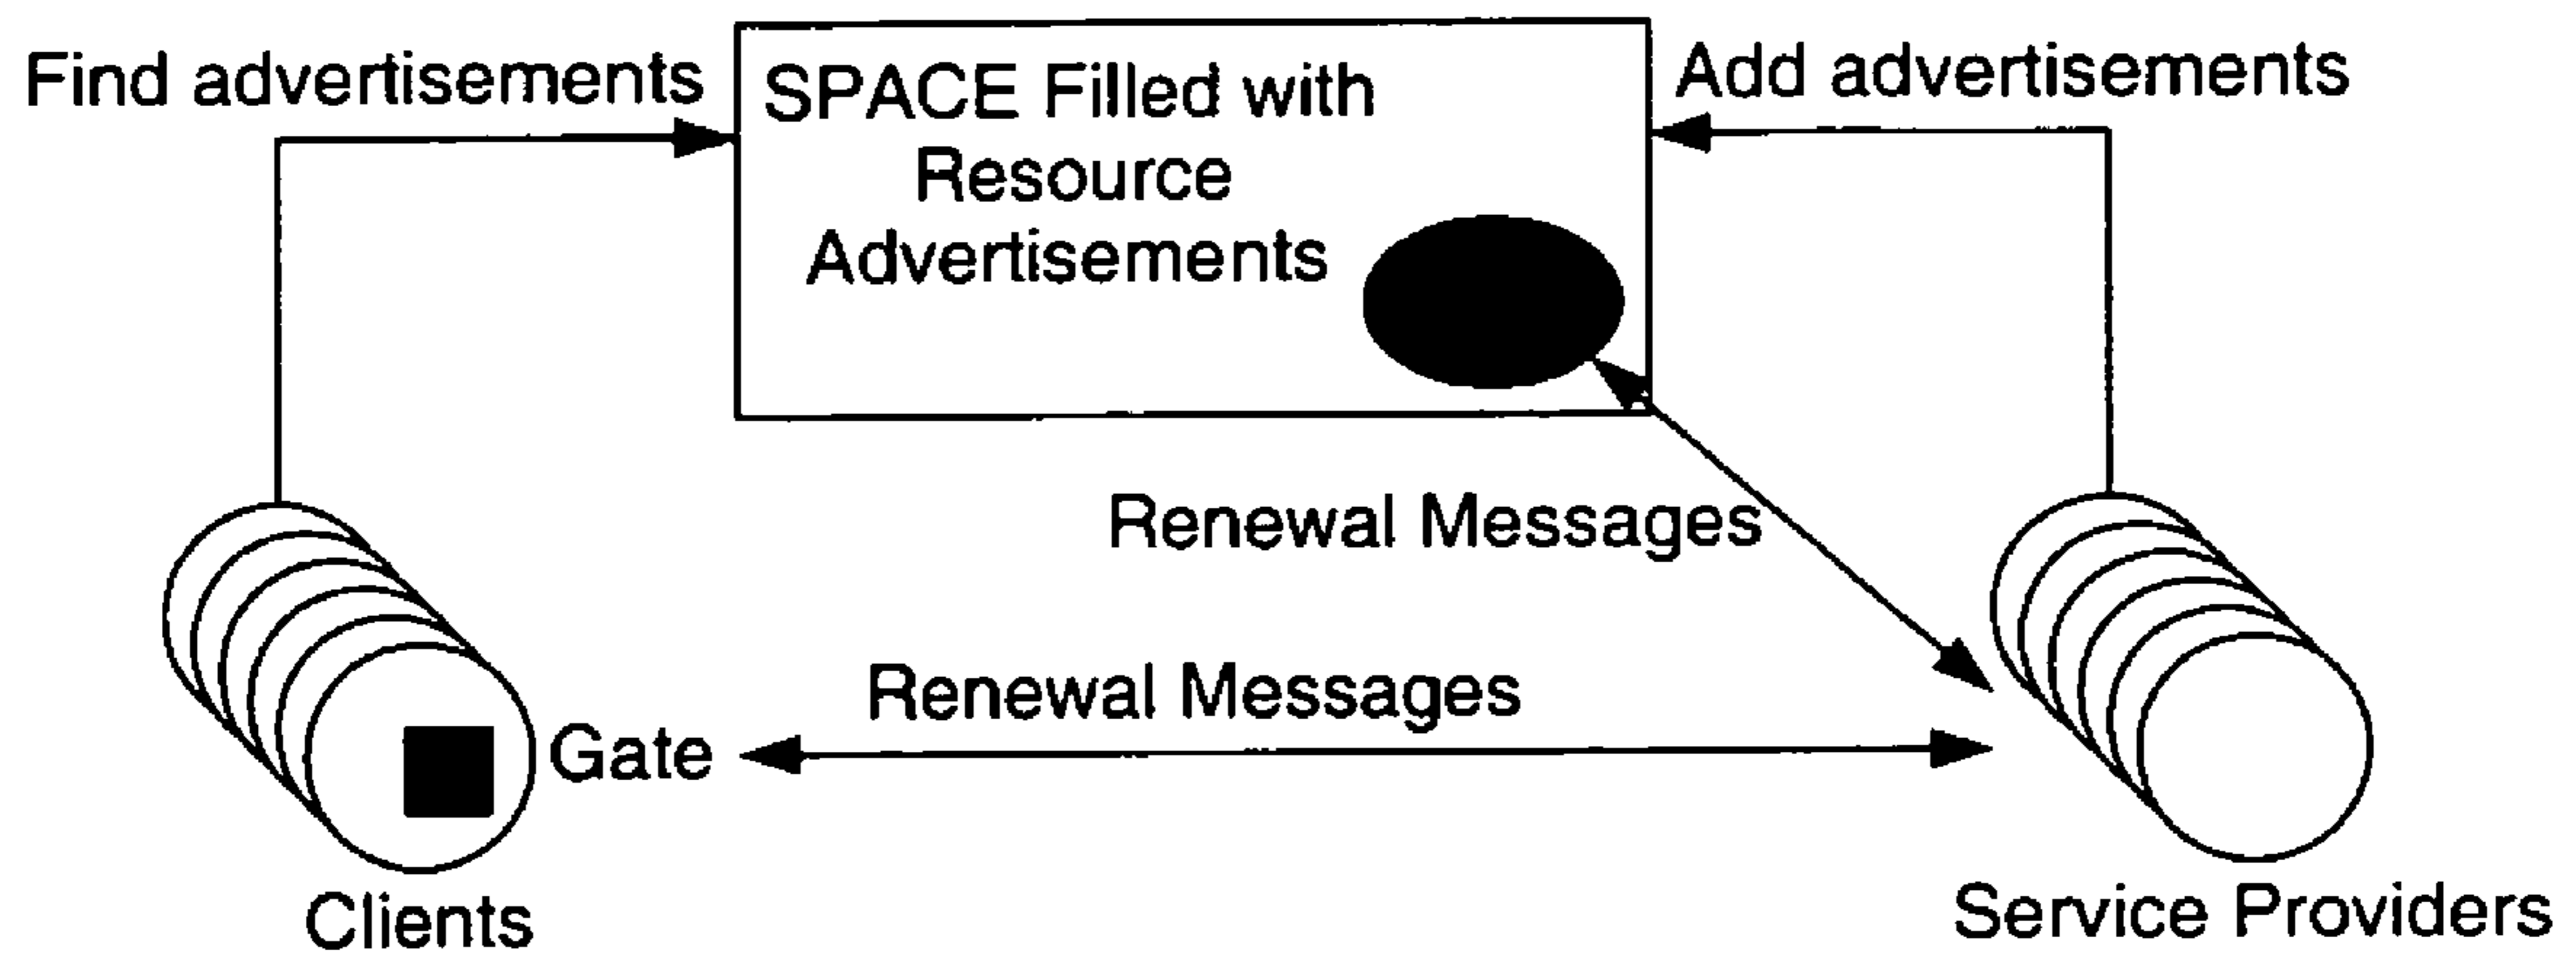 Find advertisements
SPACE Filled with
Resource
Advertisements
Add advertisements
Renewal Messages
Renewal Messages
Gate
Clients
Service Providers